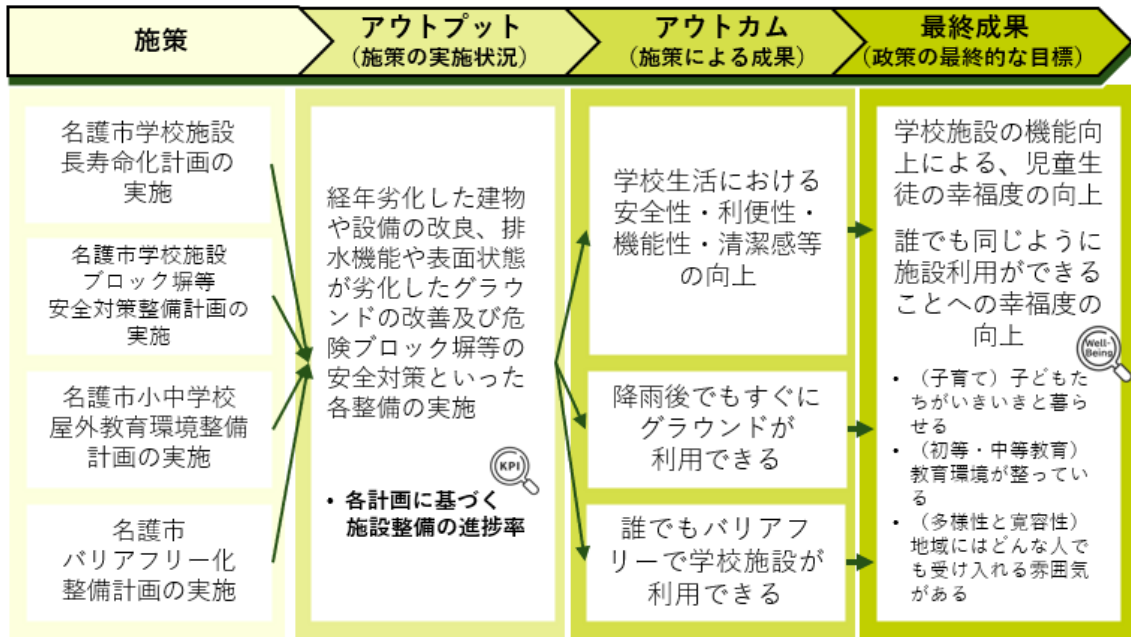 施策
アウトプット
(施策の実施状況)
アウトカム
(施策による成果)
最終成果
(政策の最終的な目標)
名護市学校施設
長寿命化計画の
実施
名護市学校施設
ブロック塀等
安全対策整備計画の
実施
名護市小中学校
屋外教育環境整備
計画の実施
名護市
バリアフリー化
整備計画の実施
経年劣化した建物
や設備の改良、排
水機能や表面状態
が劣化したグラウ
ンドの改善及び危
険ブロック塀等の
安全対策といった
各整備の実施
KPI
・各計画に基づく
施設整備の進捗率
学校生活における
安全性・利便性・
機能性・清潔感等
の向上
降雨後でもすぐに
グラウンドが
利用できる
誰でもバリアフ
リーで学校施設が
利用できる
学校施設の機能向
上による、児童生
徒の幸福度の向上
誰でも同じように
施設利用ができ
ることへの幸福度の
向上
Well-
Being
・（子育て）子どもた
ちがいきいきと暮ら
せる
・（初等・中等教育）
教育環境が整ってい
る
・（多様性と寛容性）
地域にはどんな人で
も受け入れる雰囲気
がある